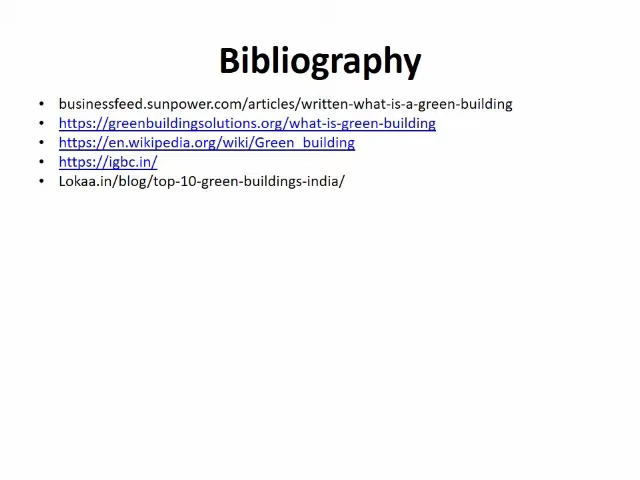 Bibliography
• businessfeed.sunpower.com/articles/written-what-is-a-green-building
• https://greenbuildingsolutions.org/what-is-green-building
• https://en.wikipedia.org/wiki/Green_building
• https://igbc.in/
• Lokaa.in/blog/top-10-green-buildings-india/